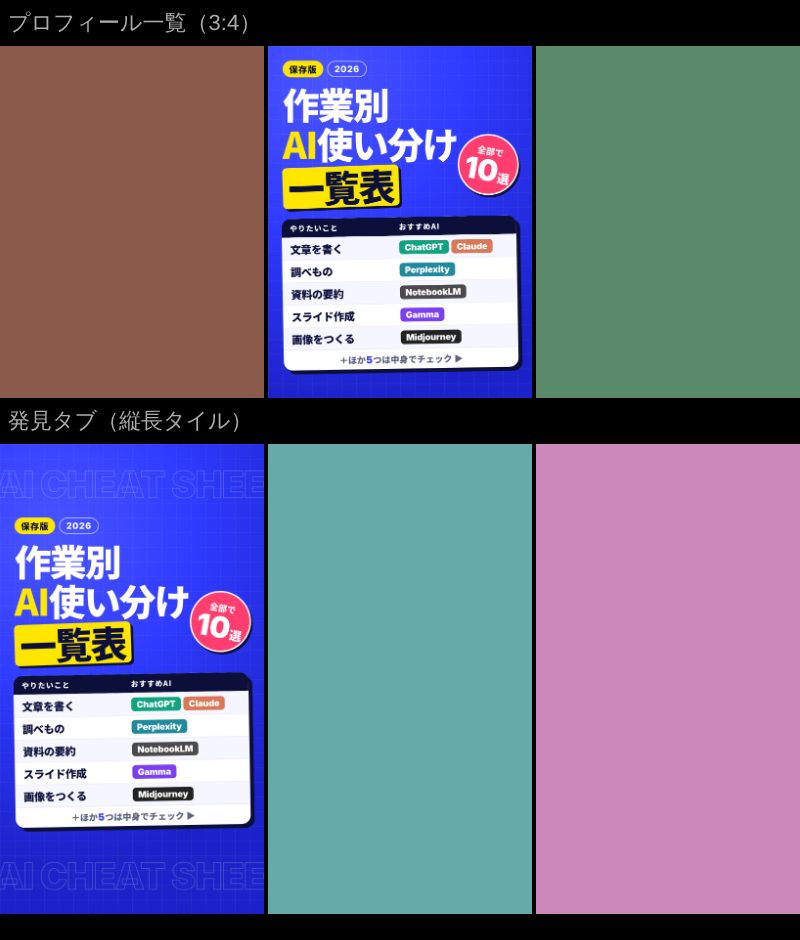 プロフィール一覧（3:4）
保存版 2026
作業別
AI使い分け
一覧表
全部で
10選
やりたいこと おすすめAI
文章を書く ChatGPT Claude
調べもの Perplexity
資料の要約 NotebookLM
スライド作成 Gamma
画像をつくる Midjourney
＋ほか5つは中身でチェック ▶
発見タブ（縦長タイル）
AI CHEAT SHEE
保存版 2026
作業別
AI使い分け
一覧表
全部で
10選
やりたいこと おすすめAI
文章を書く ChatGPT Claude
調べもの Perplexity
資料の要約 NotebookLM
スライド作成 Gamma
画像をつくる Midjourney
＋ほか5つは中身でチェック ▶
AI CHEAT SHEE